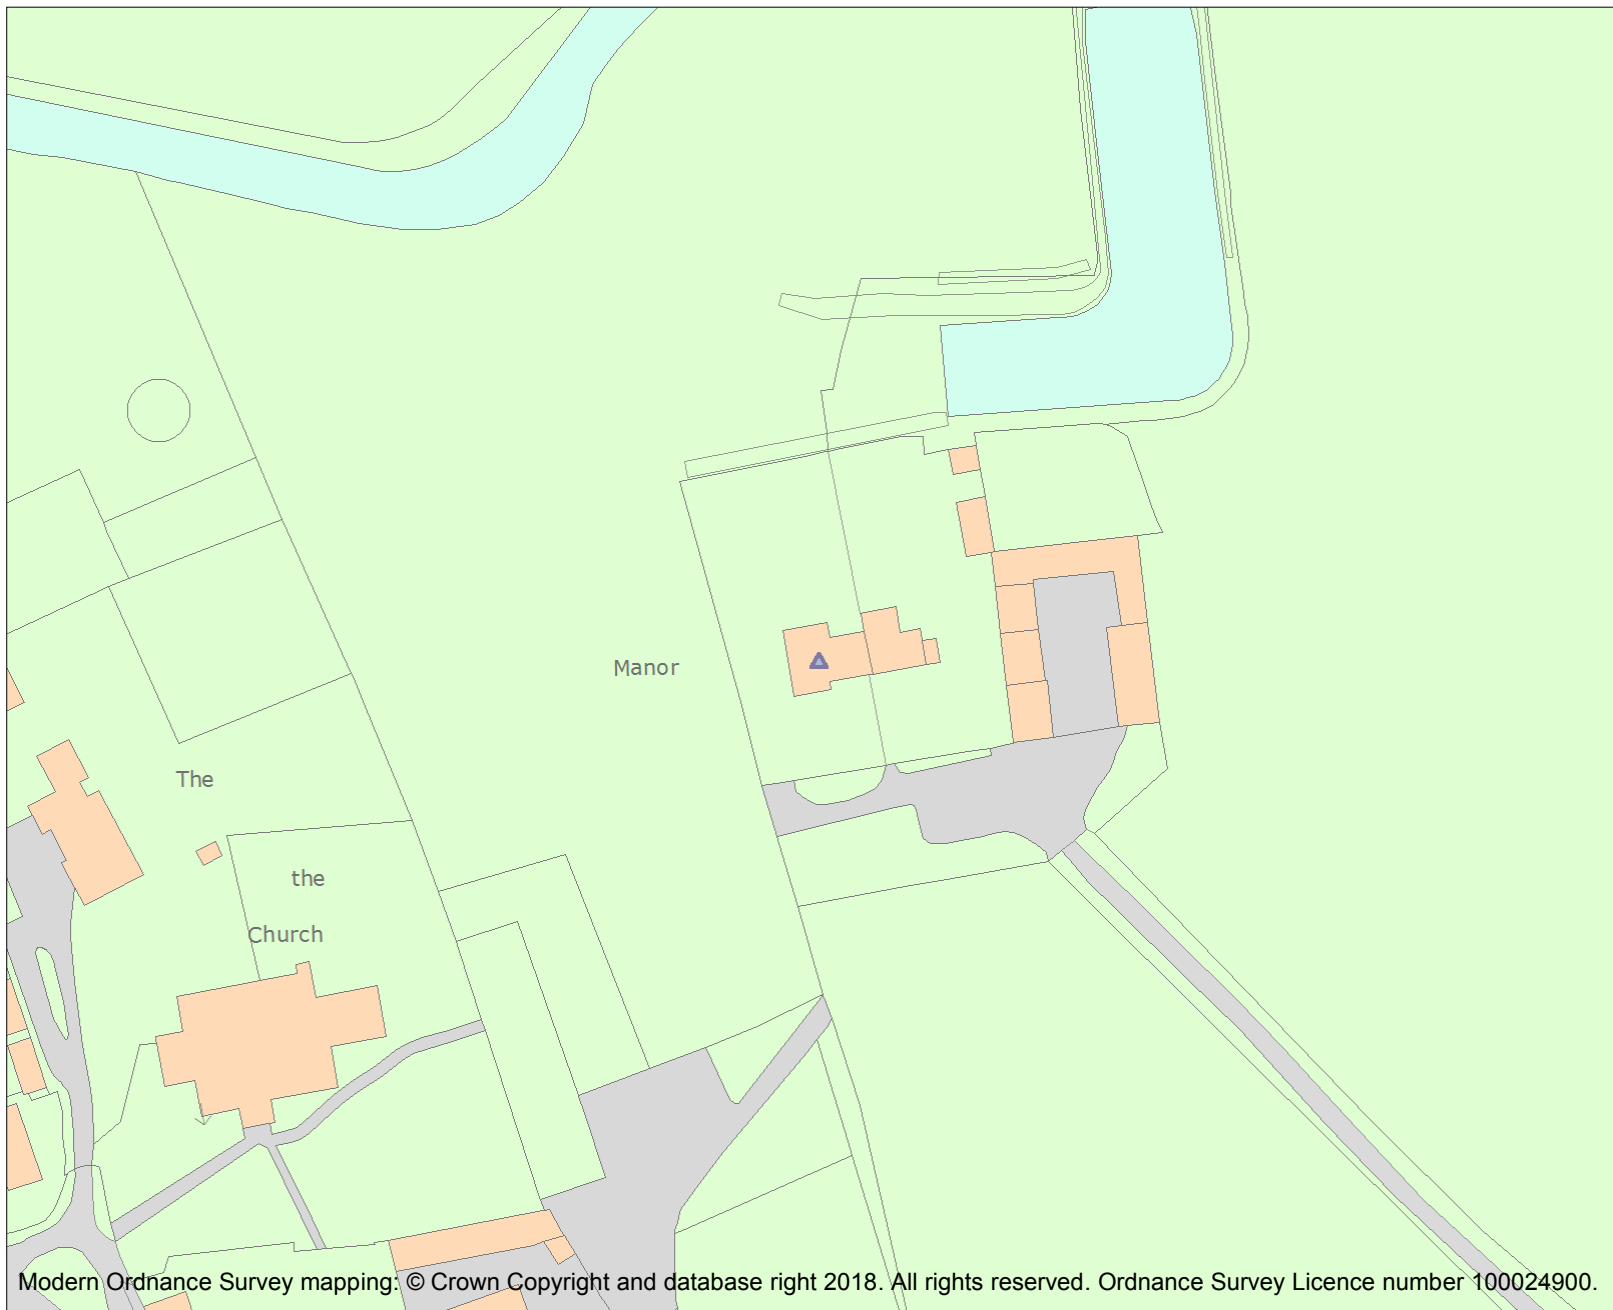 Manor
The
the
Church
Modern Ordnance Survey mapping: © Crown Copyright and database right 2018. All rights reserved. Ordnance Survey Licence number 100024900.